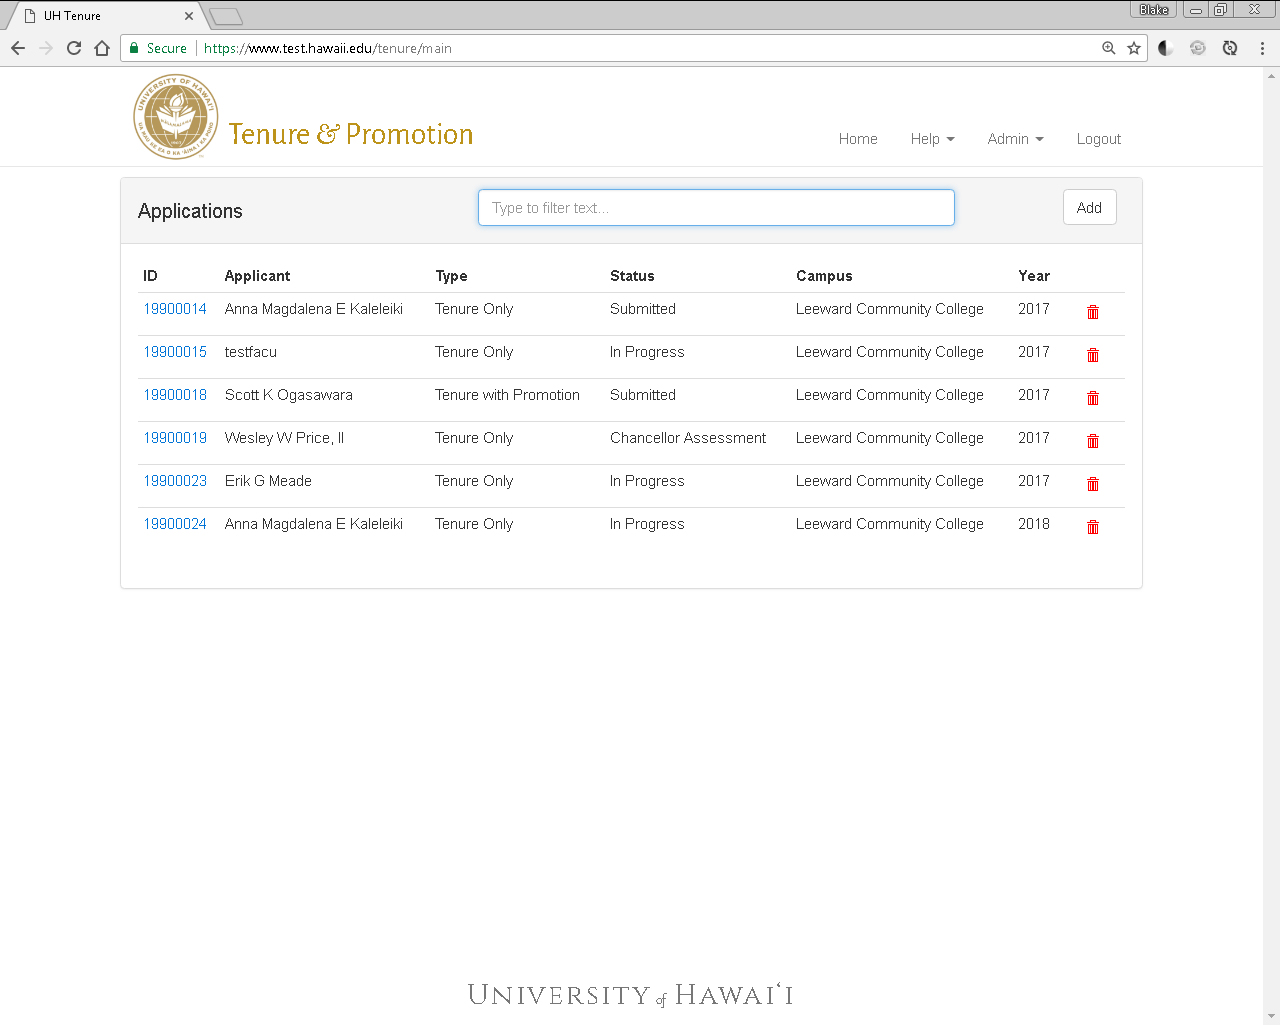 UH Tenure
Blake
Secure https://www.test.hawaii.edu/tenure/main
UNIVERSITY OF HAWAI'I
Tenure & Promotion
Home Help Admin Logout
Applications Type to filter text... Add
ID Applicant Type Status Campus Year
19900014 Anna Magdalena E Kaleleiki Tenure Only Submitted Leeward Community College 2017
19900015 testfacu Tenure Only In Progress Leeward Community College 2017
19900018 Scott K Ogasawara Tenure with Promotion Submitted Leeward Community College 2017
19900019 Wesley W Price, II Tenure Only Chancellor Assessment Leeward Community College 2017
19900023 Erik G Meade Tenure Only In Progress Leeward Community College 2017
19900024 Anna Magdalena E Kaleleiki Tenure Only In Progress Leeward Community College 2018
UNIVERSITY of HAWAIʻI